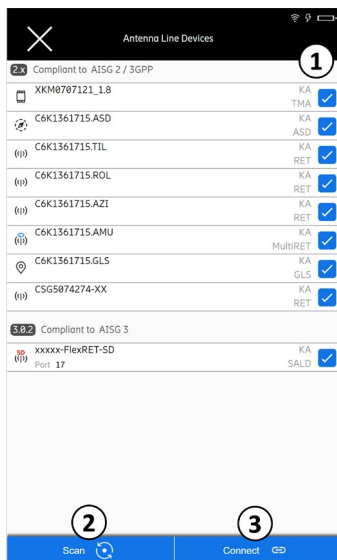 Antenna Line Devices
1
2.x Compliant to AISG 2 / 3GPP
XKM0707121_1.8 KA
TMA
C6K1361715.ASD KA
ASD
C6K1361715.TIL KA
RET
C6K1361715.ROL KA
RET
C6K1361715.AZI KA
RET
C6K1361715.AMU KA
MultiRET
C6K1361715.GLS KA
GLS
CSG5074274-XX KA
RET
3.0.2 Compliant to AISG 3
SD xxxxx-FlexRET-SD KA
Port 17 SALD
2 3
Scan Connect